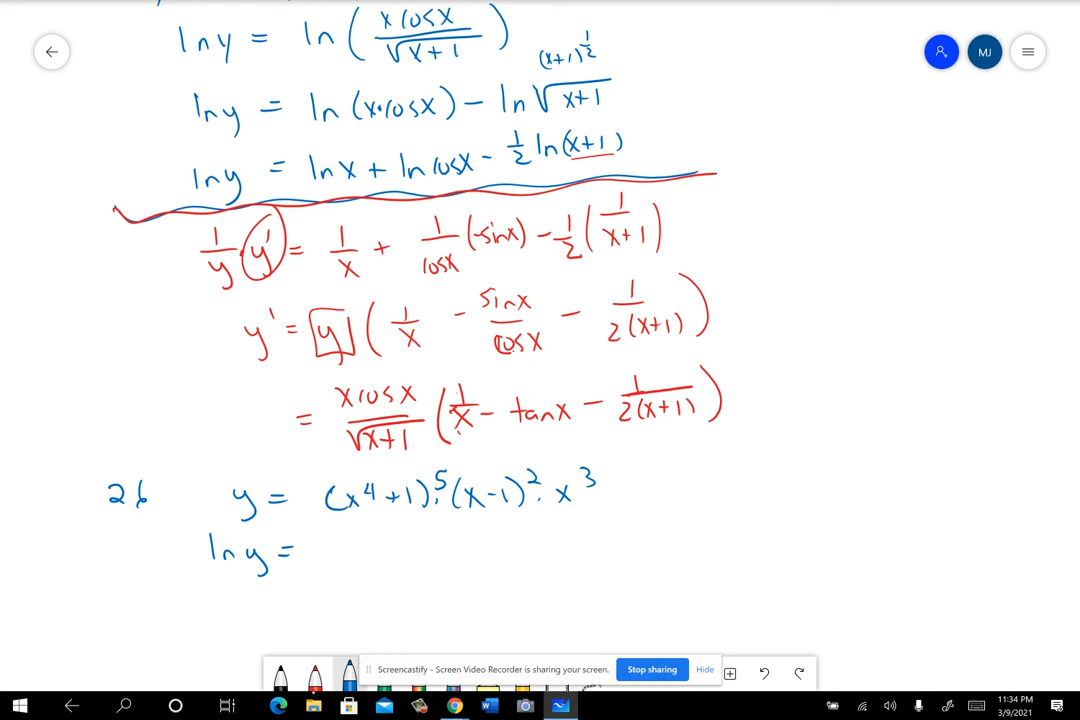 ln y = ln ( x cos x / √x+1 )
(x+1)^1/2
ln y = ln (x•cos x) − ln √x+1
ln y = ln x + ln cos x − 1/2 ln(x+1)
1/y • y' = 1/x + 1/cos x (-sin x) − 1/2 ( 1/x+1 )
y' = y ( 1/x − sin x/cos x − 1/2(x+1) )
= x cos x/√x+1 ( 1/x − tan x − 1/2(x+1) )
26 y = (x^4 +1)^5 • (x-1)^2 • x^3
ln y =
MJ
Screencastify - Screen Video Recorder is sharing your screen. Stop sharing Hide
11:34 PM
3/9/2021